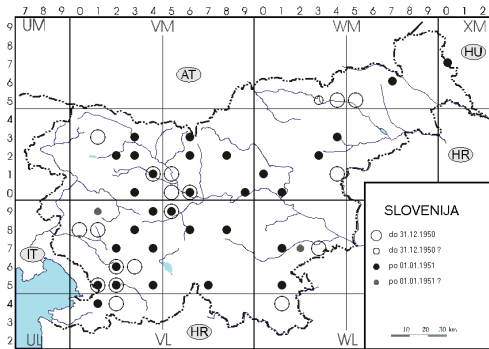 7 8 9 0 1 2 3 4 5 6 7 8 9 0 1 2 3 4 5 6 7 8 9 0 1 2
UM VM WM XM
9
8
7
6
5
4
3
2
1
0
9
8
7
6
5
4
3
2
AT
HU
HR
IT
HR
UL VL WL
SLOVENIJA
do 31.12.1950
do 31.12.1950 ?
po 01.01.1951
po 01.01.1951 ?
10 20 30 km